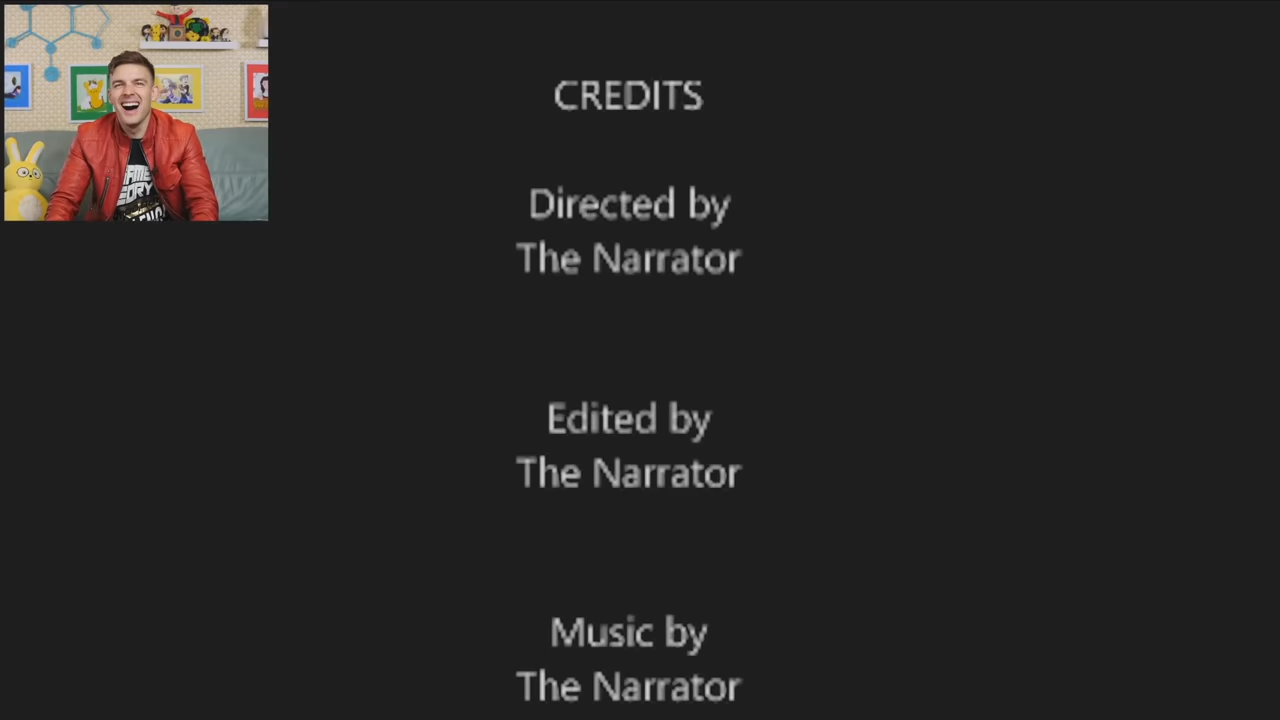 CREDITS
Directed by
The Narrator
Edited by
The Narrator
Music by
The Narrator